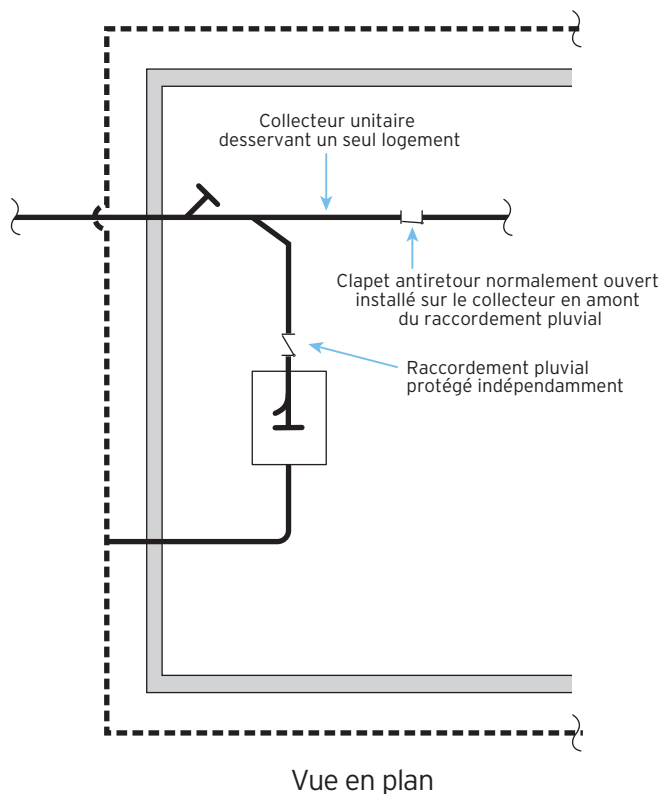 Collecteur unitaire
desservant un seul logement
Clapet antiretour normalement ouvert
installé sur le collecteur en amont
du raccordement pluvial
Raccordement pluvial
protégé indépendamment
Vue en plan